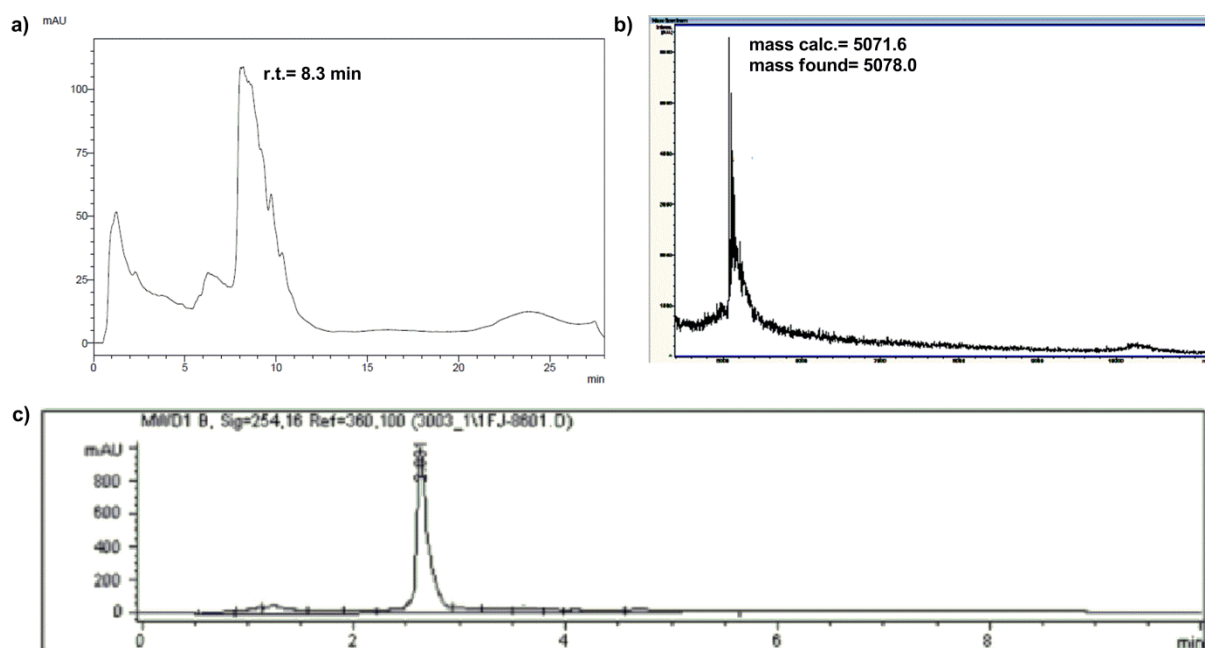 a)
mAU
r.t.= 8.3 min
100
75
50
25
0
0 5 10 15 20 25
min
b)
mass calc.= 5071.6
mass found= 5078.0
c)
MWD1 B, Sig=254,16 Ref=360,100 (3003_1\1FJ-8601.D)
mAU
800
600
400
200
0
0 2 4 6 8 min